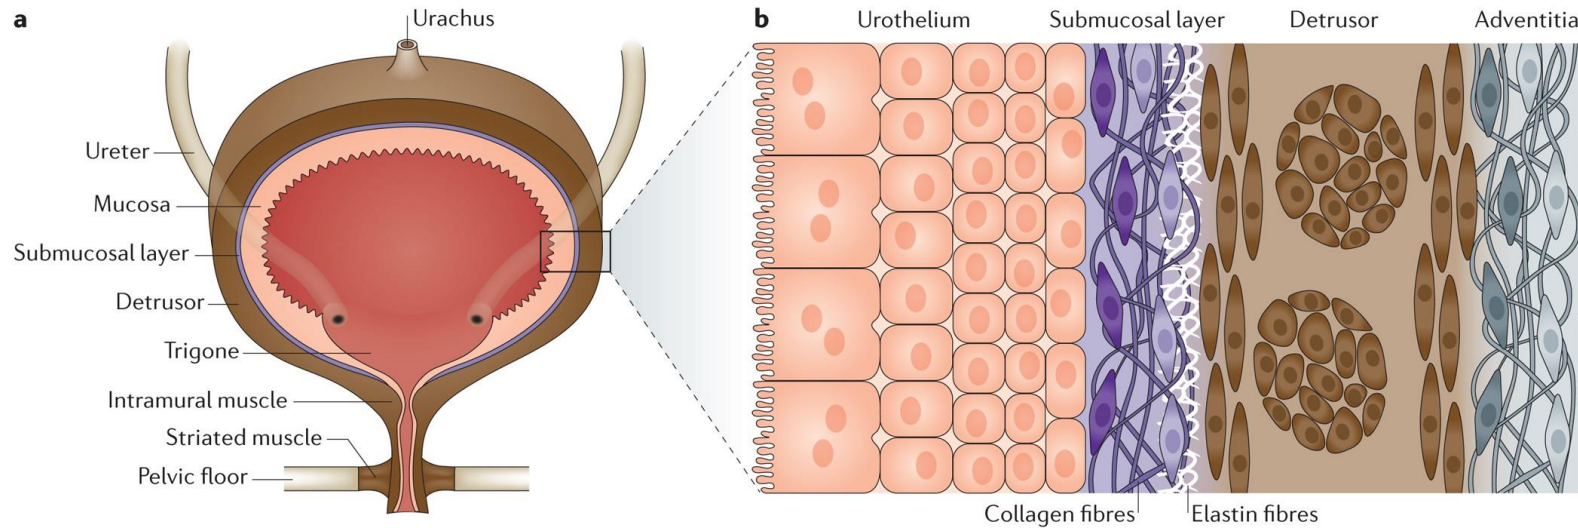 a
Urachus
Ureter
Mucosa
Submucosal layer
Detrusor
Trigone
Intramural muscle
Striated muscle
Pelvic floor
b
Urothelium
Submucosal layer
Detrusor
Adventitia
Collagen fibres
Elastin fibres